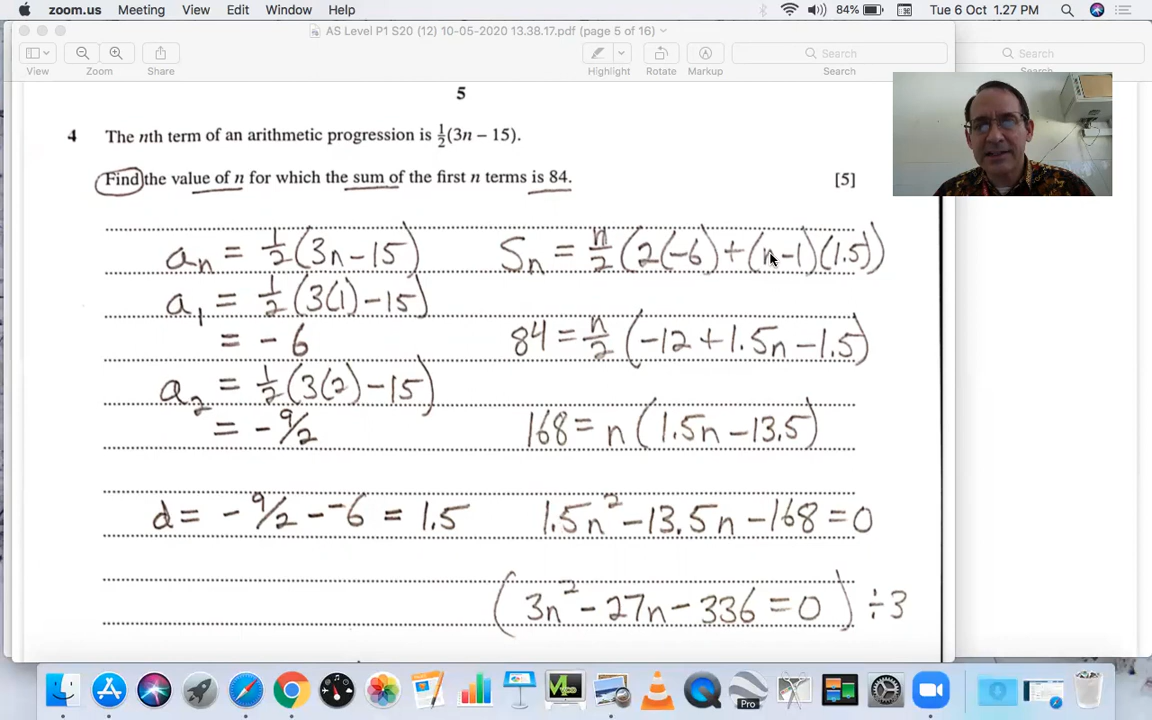 zoom.us Meeting View Edit Window Help 84% Tue 6 Oct 1.27 PM
AS Level P1 S20 (12) 10-05-2020 13.38.17.pdf (page 5 of 16)
Search
Search
View Zoom Share Highlight Rotate Markup Search Search
5
4 The nth term of an arithmetic progression is ½(3n – 15).
Find the value of n for which the sum of the first n terms is 84. [5]
aₙ = ½(3n-15)
a₁ = ½(3(1)-15)
= -6
a₂ = ½(3(2)-15)
= -9/2
d = -9/2 - -6 = 1.5
Sₙ = n/2 (2(-6)+(n-1)(1.5))
84 = n/2 (-12+1.5n-1.5)
168 = n(1.5n-13.5)
1.5n²-13.5n-168=0
(3n²-27n-336=0) ÷3
Pro